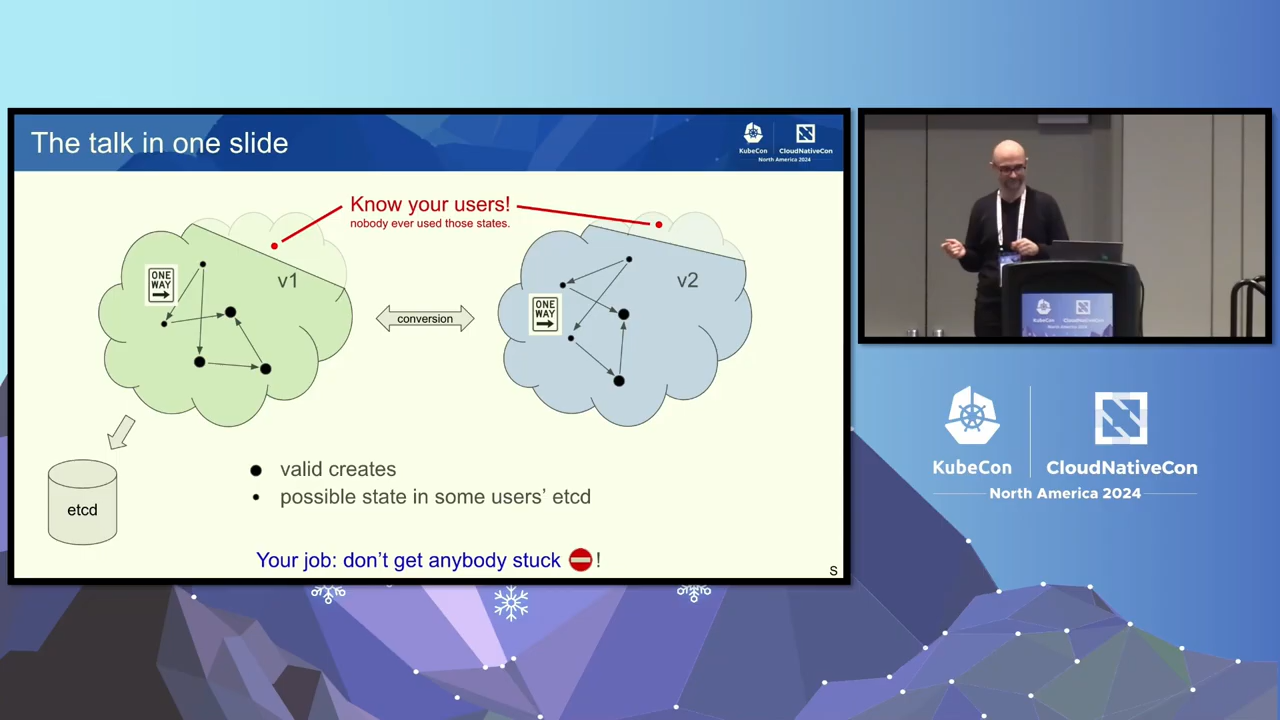 The talk in one slide
KubeCon
CloudNativeCon
North America 2024
Know your users!
nobody ever used those states.
ONE
WAY
v1
conversion
ONE
WAY
v2
etcd
valid creates
possible state in some users' etcd
Your job: don't get anybody stuck !
S
KubeCon
CloudNativeCon
North America 2024